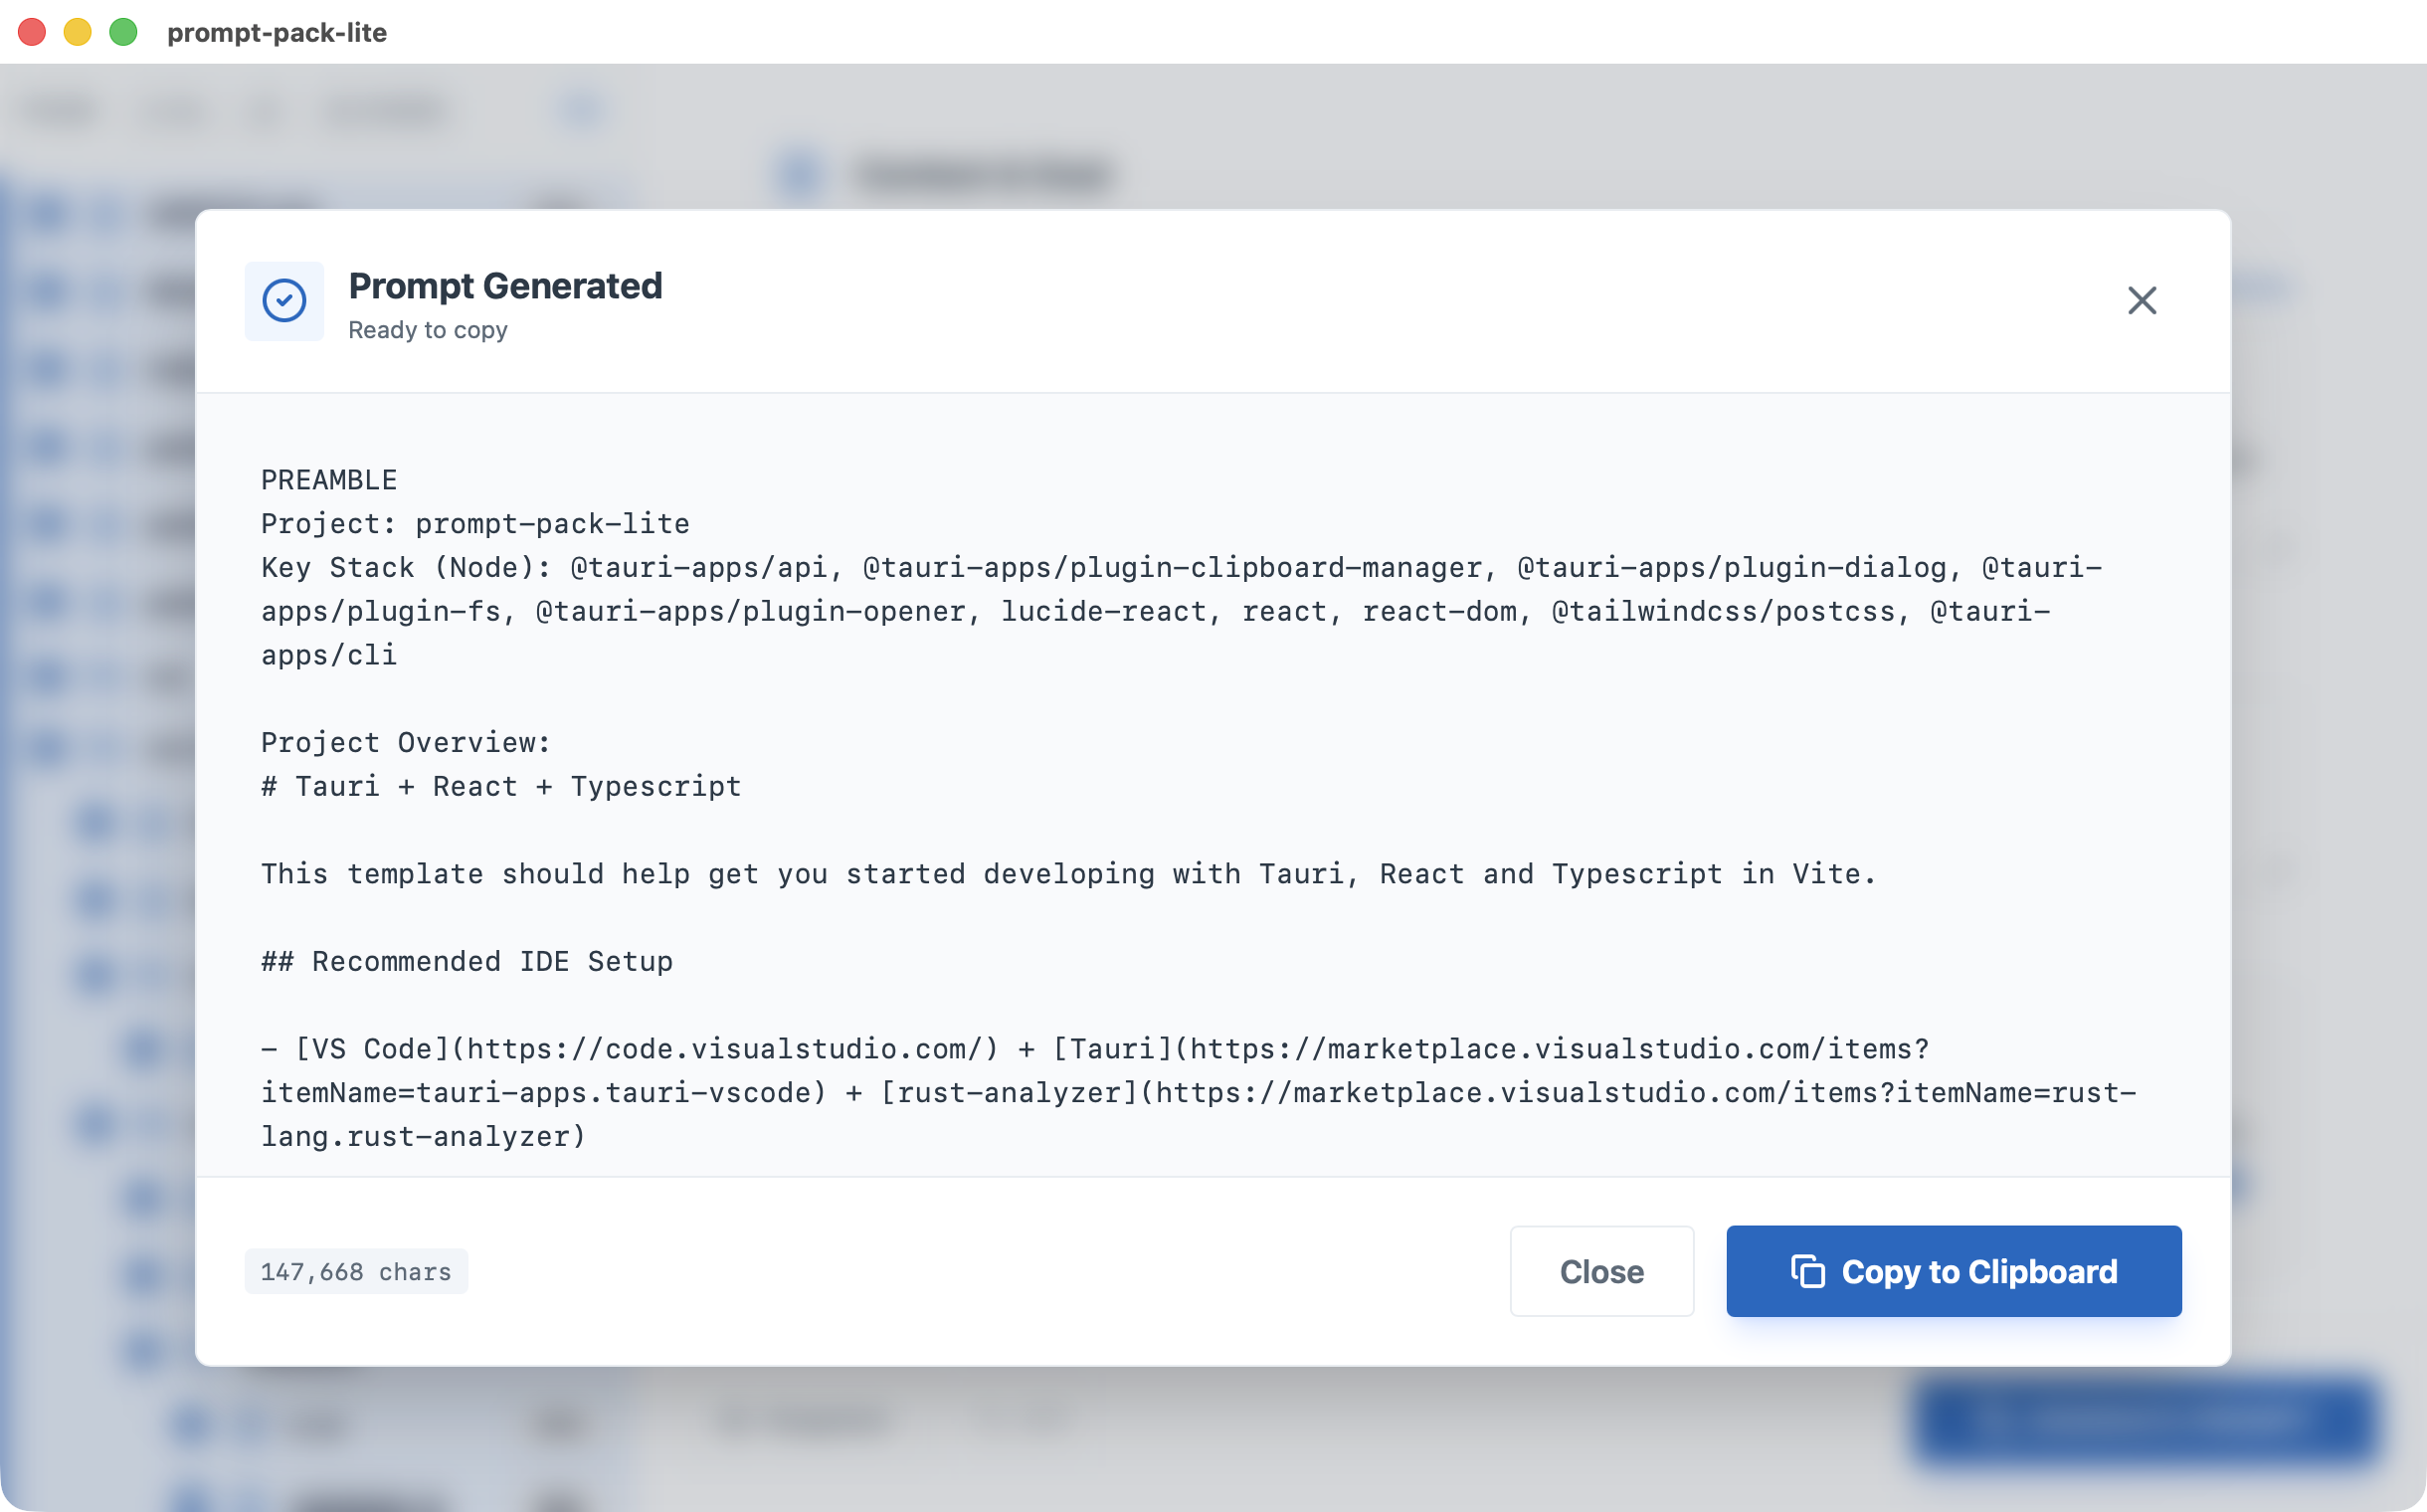 prompt-pack-lite
Prompt Generated
Ready to copy
PREAMBLE
Project: prompt-pack-lite
Key Stack (Node): @tauri-apps/api, @tauri-apps/plugin-clipboard-manager, @tauri-apps/plugin-dialog, @tauri-
apps/plugin-fs, @tauri-apps/plugin-opener, lucide-react, react, react-dom, @tailwindcss/postcss, @tauri-
apps/cli
Project Overview:
# Tauri + React + Typescript
This template should help get you started developing with Tauri, React and Typescript in Vite.
## Recommended IDE Setup
- [VS Code](https://code.visualstudio.com/) + [Tauri](https://marketplace.visualstudio.com/items?
itemName=tauri-apps.tauri-vscode) + [rust-analyzer](https://marketplace.visualstudio.com/items?itemName=rust-
lang.rust-analyzer)
147,668 chars
Close
Copy to Clipboard